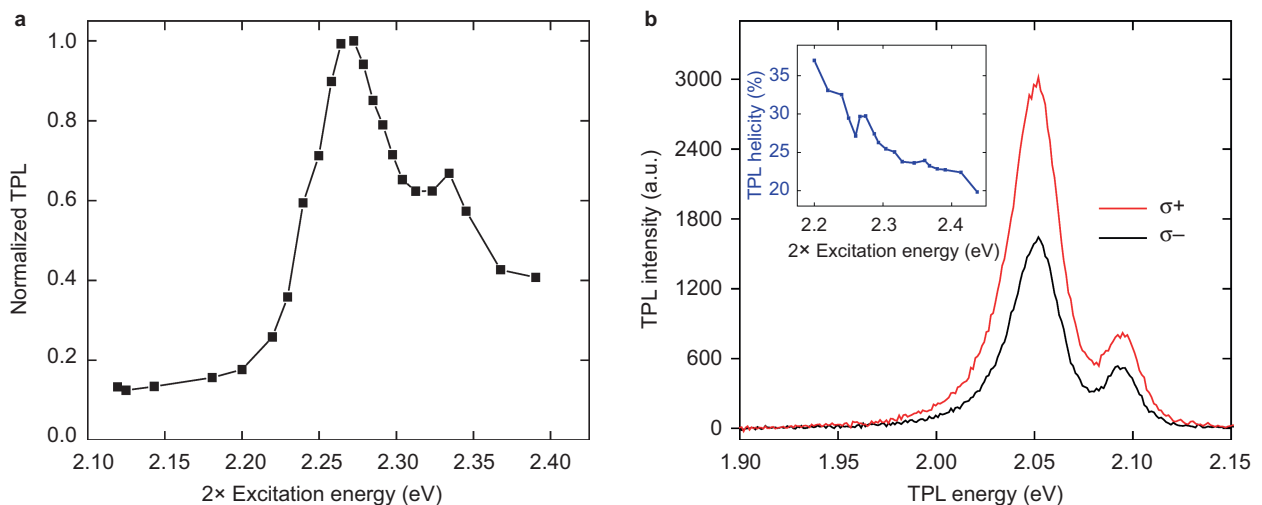 a
1.0
0.8
0.6
0.4
0.2
0.0
Normalized TPL
2.10 2.15 2.20 2.25 2.30 2.35 2.40
2× Excitation energy (eV)
b
3000
2400
1800
1200
600
0
TPL intensity (a.u.)
35
30
25
20
TPL helicity (%)
2.2 2.3 2.4
2× Excitation energy (eV)
σ+
σ−
1.90 1.95 2.00 2.05 2.10 2.15
TPL energy (eV)